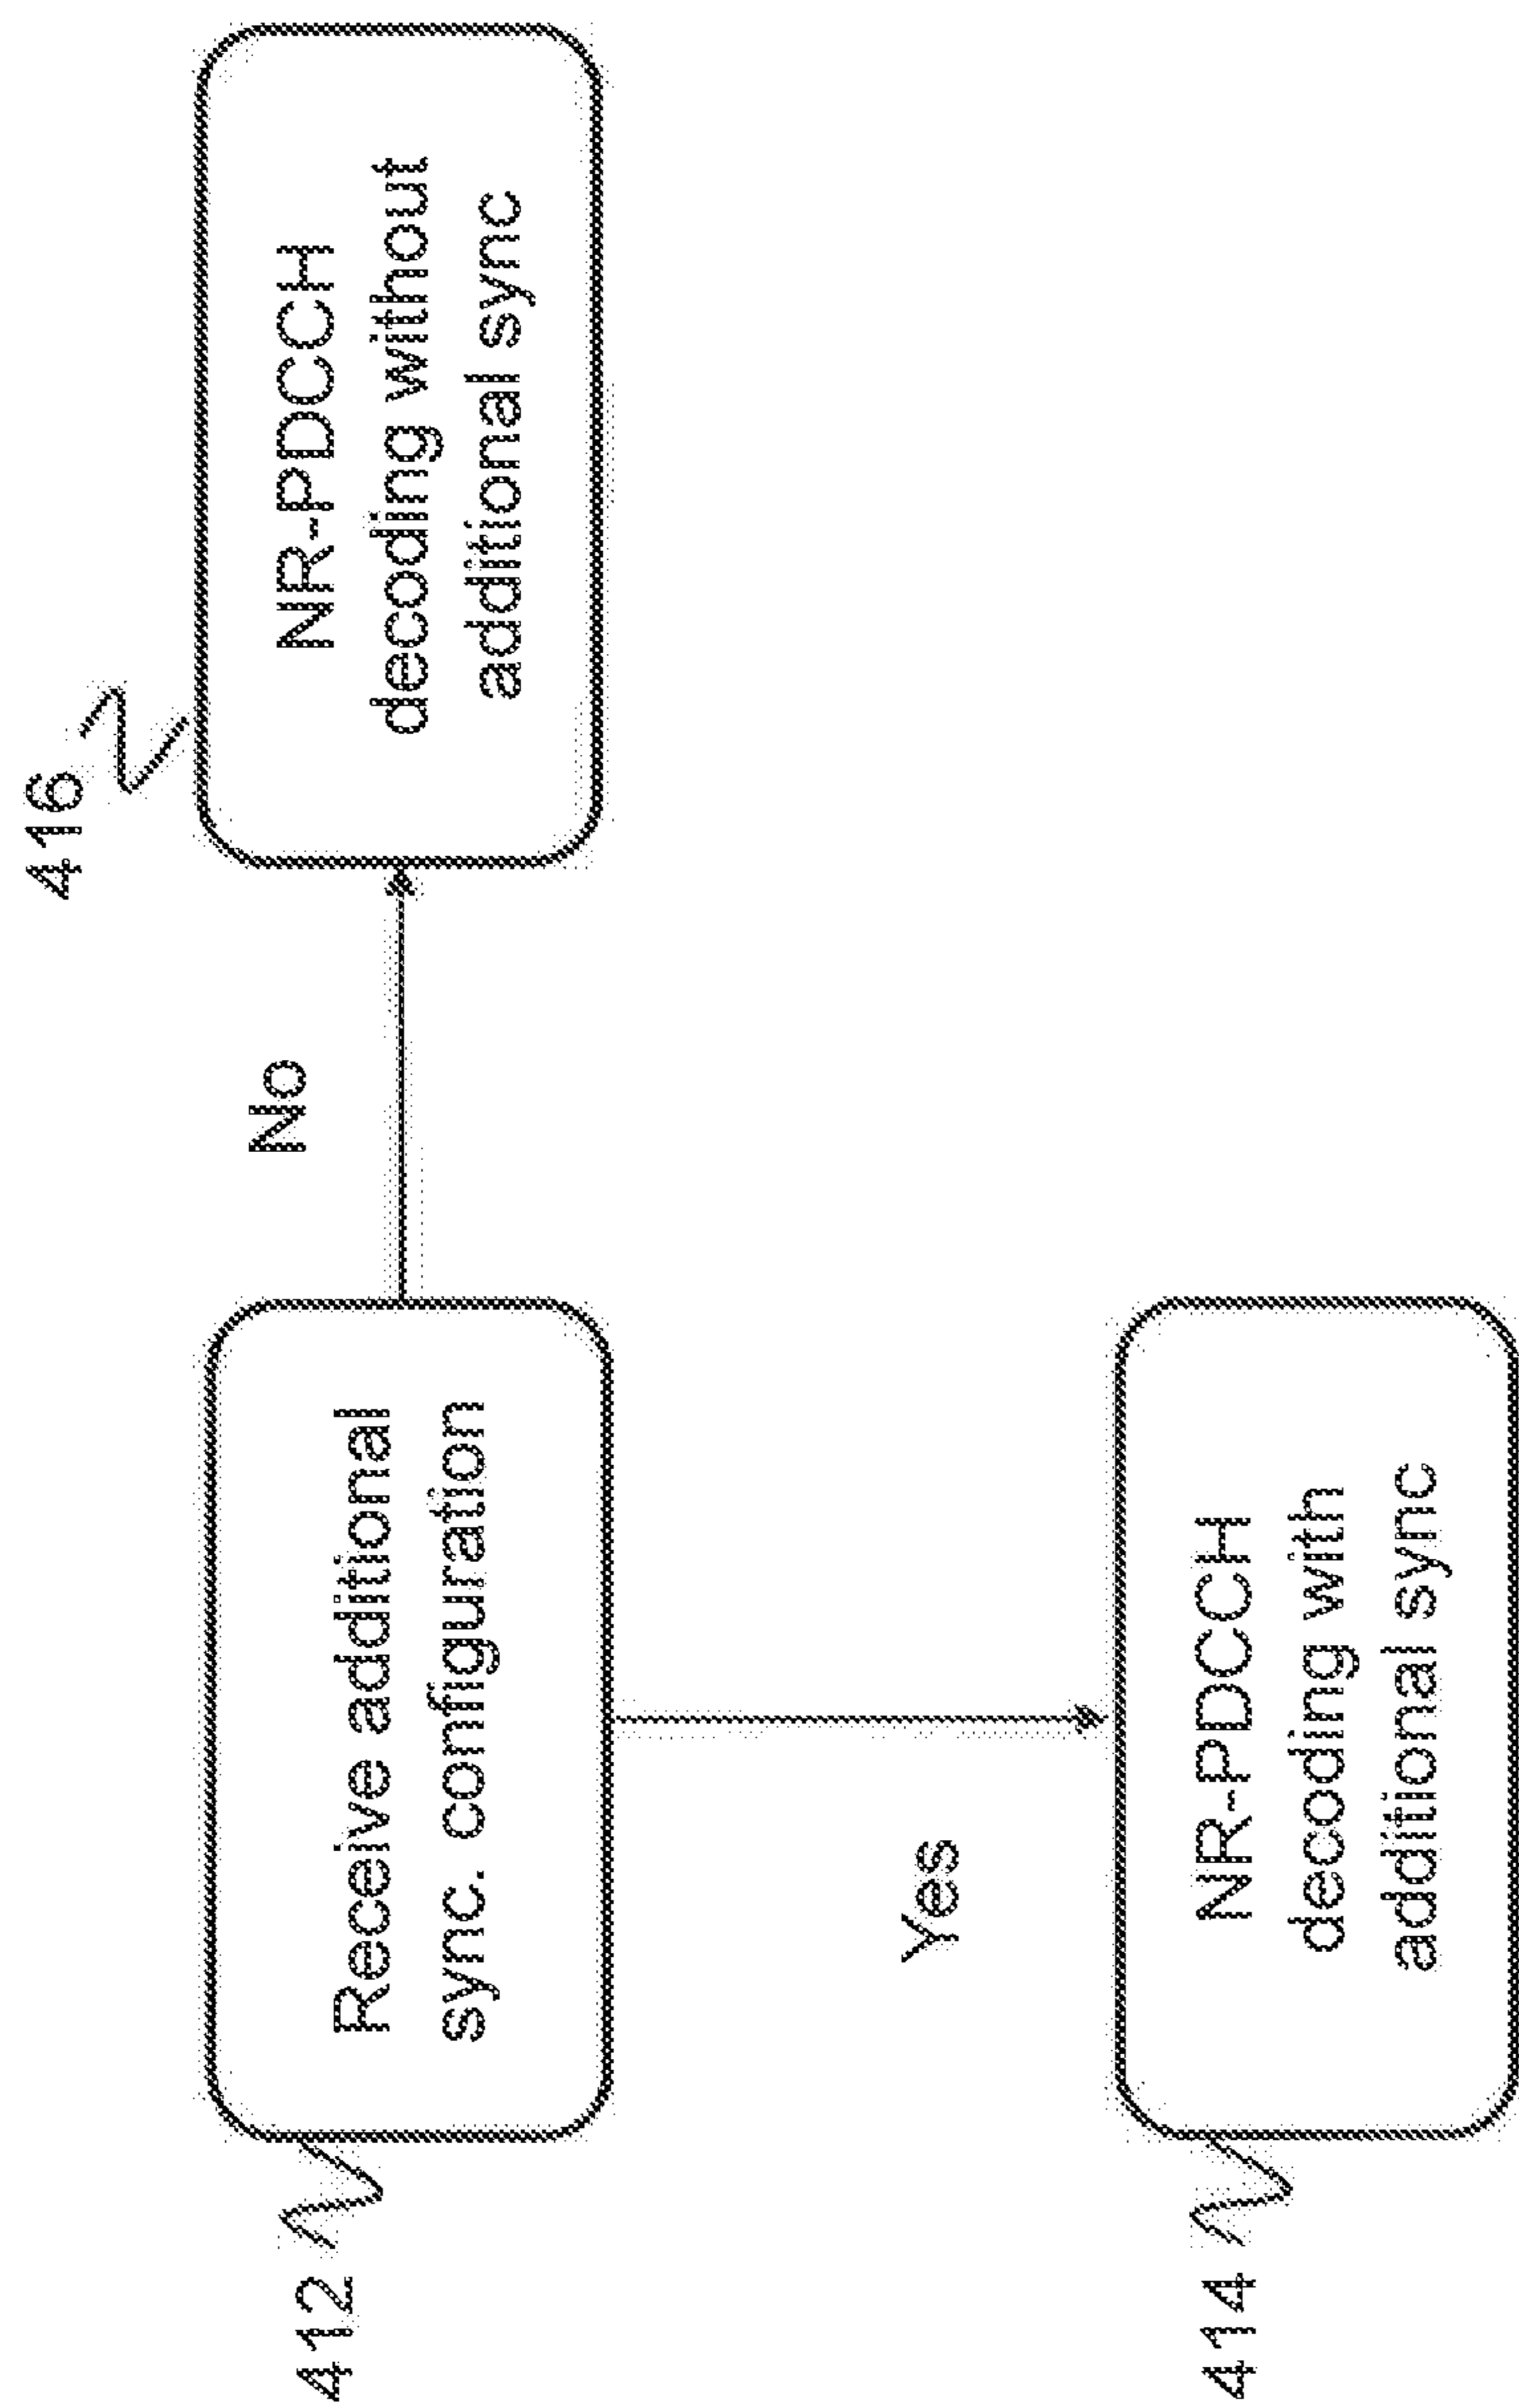 412
Receive additional
sync. configuration
No
416
NR-PDCCH
decoding without
additional sync
Yes
414
NR-PDCCH
decoding with
additional sync